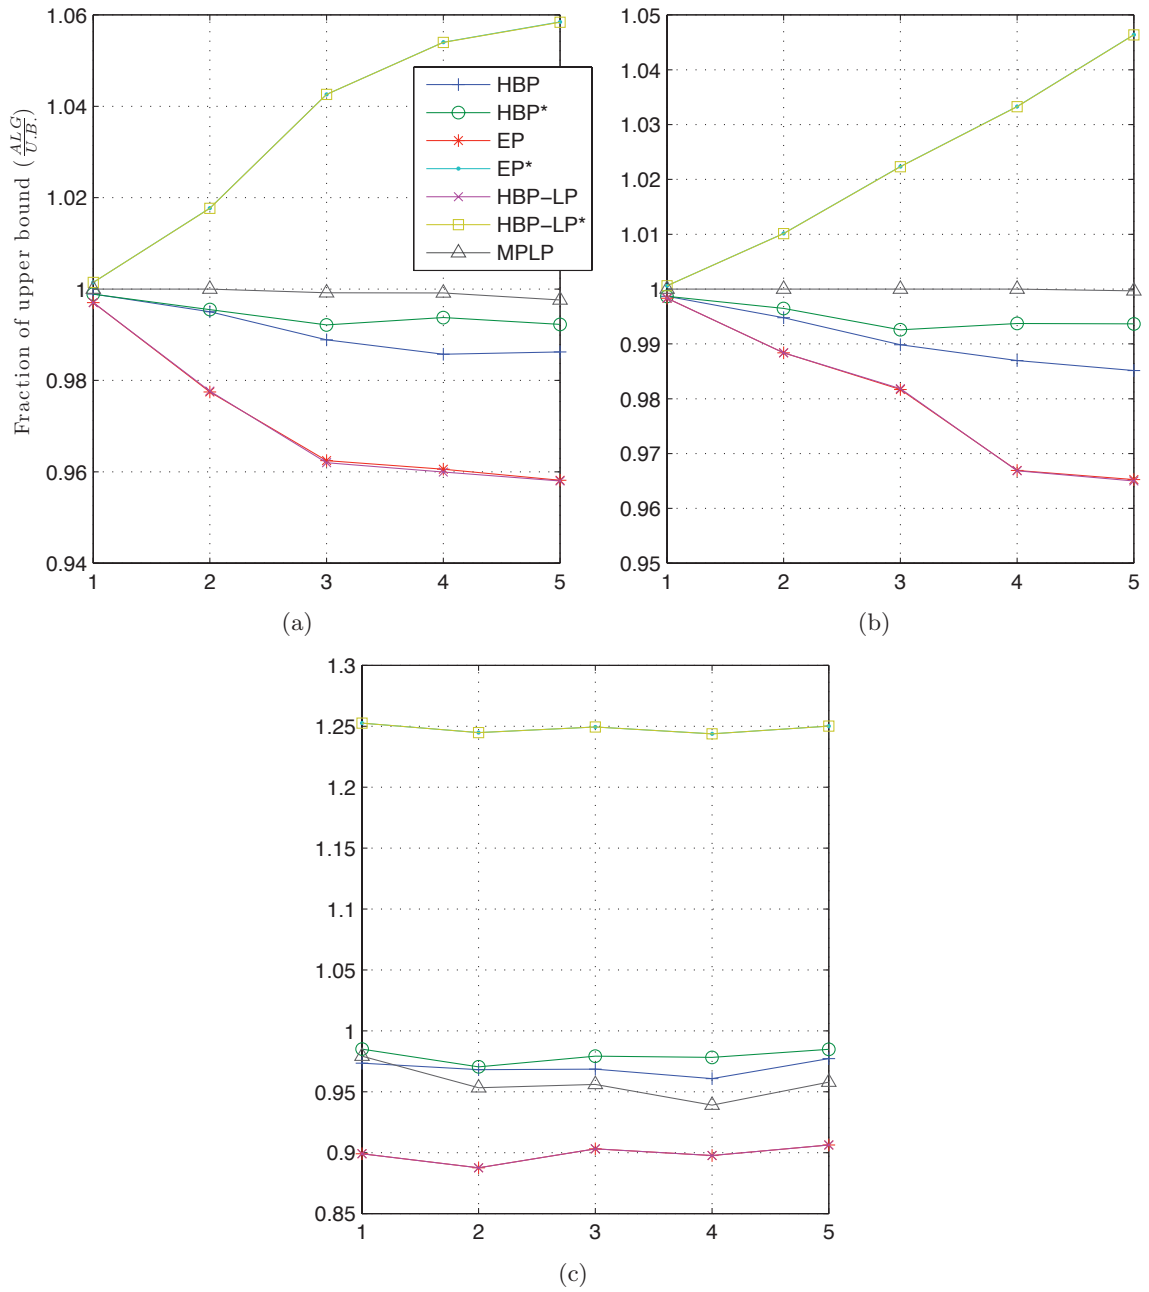 Fraction of upper bound (ALG/U.B.)
1.06
1.04
1.02
1
0.98
0.96
0.94
1 2 3 4 5
HBP
HBP*
EP
EP*
HBP-LP
HBP-LP*
MPLP
(a)
1.05
1.04
1.03
1.02
1.01
1
0.99
0.98
0.97
0.96
0.95
1 2 3 4 5
(b)
1.3
1.25
1.2
1.15
1.1
1.05
1
0.95
0.9
0.85
1 2 3 4 5
(c)